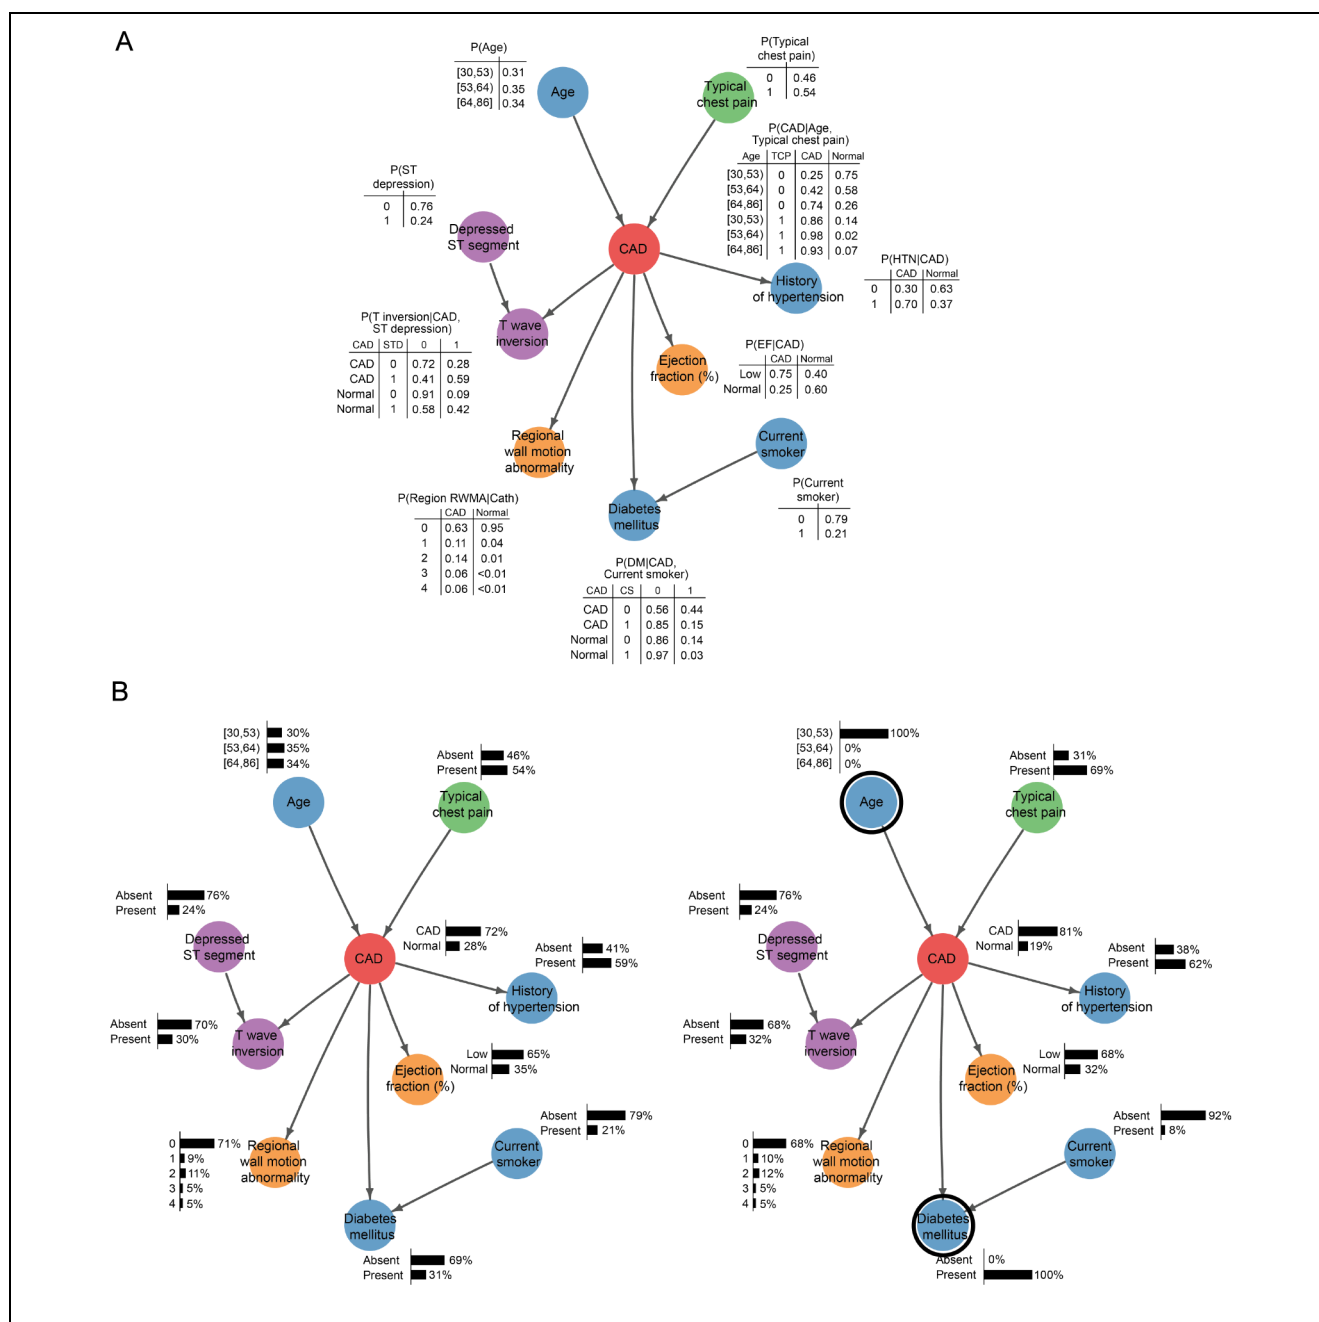 A
P(Age)
[30,53) 0.31
[53,64) 0.35
[64,86] 0.34
Age
P(Typical
chest pain)
0 0.46
1 0.54
Typical
chest pain
P(CAD|Age,
Typical chest pain)
Age TCP CAD Normal
[30,53) 0 0.25 0.75
[53,64) 0 0.42 0.58
[64,86] 0 0.74 0.26
[30,53) 1 0.86 0.14
[53,64) 1 0.98 0.02
[64,86] 1 0.93 0.07
P(ST
depression)
0 0.76
1 0.24
Depressed
ST segment
CAD
P(HTN|CAD)
CAD Normal
0 0.30 0.63
1 0.70 0.37
History
of hypertension
P(T inversion|CAD,
ST depression)
CAD STD 0 1
CAD 0 0.72 0.28
CAD 1 0.41 0.59
Normal 0 0.91 0.09
Normal 1 0.58 0.42
T wave
inversion
P(EF|CAD)
CAD Normal
Low 0.75 0.40
Normal 0.25 0.60
Ejection
fraction (%)
Regional
wall motion
abnormality
Current
smoker
P(Current
smoker)
0 0.79
1 0.21
P(Region RWMA|Cath)
CAD Normal
0 0.63 0.95
1 0.11 0.04
2 0.14 0.01
3 0.06 <0.01
4 0.06 <0.01
Diabetes
mellitus
P(DM|CAD,
Current smoker)
CAD CS 0 1
CAD 0 0.56 0.44
CAD 1 0.85 0.15
Normal 0 0.86 0.14
Normal 1 0.97 0.03
B
[30,53) 30%
[53,64) 35%
[64,86] 34%
Age
Absent 46%
Present 54%
Typical
chest pain
Absent 76%
Present 24%
Depressed
ST segment
CAD 72%
Normal 28%
CAD
Absent 41%
Present 59%
History
of hypertension
Absent 70%
Present 30%
T wave
inversion
Low 65%
Normal 35%
Ejection
fraction (%)
Absent 79%
Present 21%
Current
smoker
0 71%
1 9%
2 11%
3 5%
4 5%
Regional
wall motion
abnormality
Diabetes
mellitus
Absent 69%
Present 31%
[30,53) 100%
[53,64) 0%
[64,86] 0%
Age
Absent 31%
Present 69%
Typical
chest pain
Absent 76%
Present 24%
Depressed
ST segment
CAD 81%
Normal 19%
CAD
Absent 38%
Present 62%
History
of hypertension
Absent 68%
Present 32%
T wave
inversion
Low 68%
Normal 32%
Ejection
fraction (%)
Absent 92%
Present 8%
Current
smoker
0 68%
1 10%
2 12%
3 5%
4 5%
Regional
wall motion
abnormality
Diabetes
mellitus
Absent 0%
Present 100%